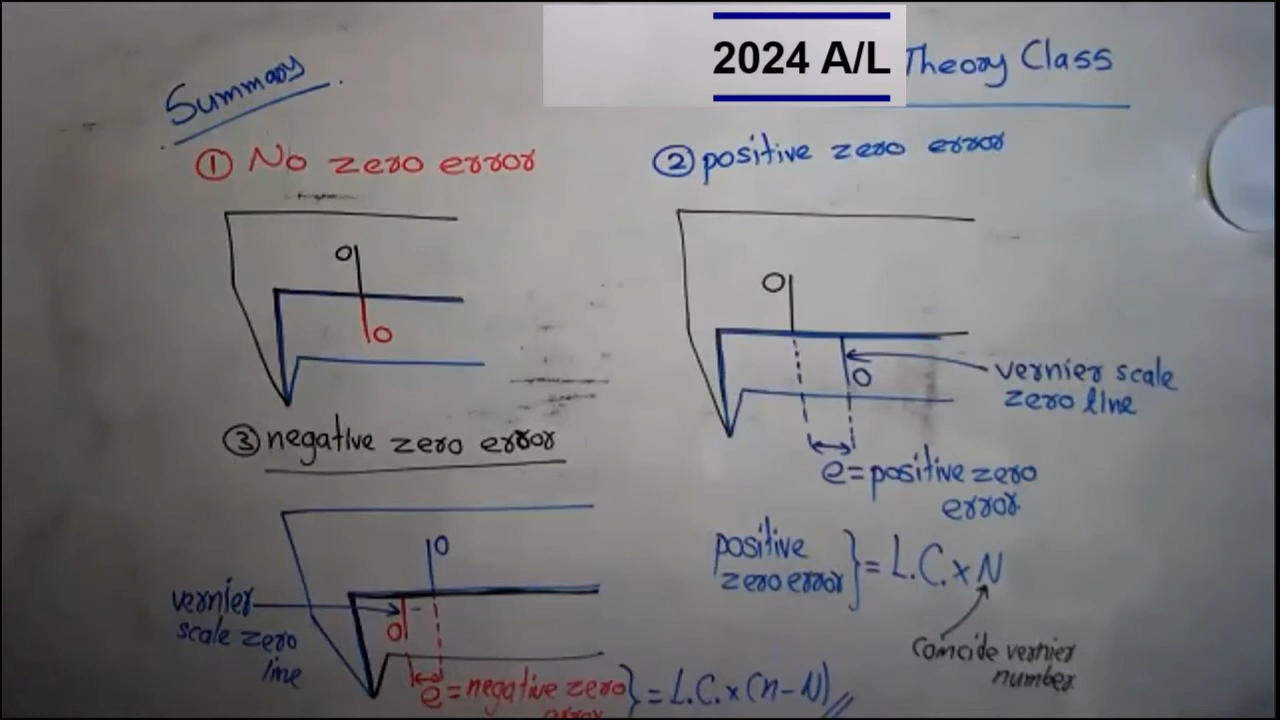 2024 A/L Theory Class
Summary
① No zero error
0
0
② positive zero error
0
0
vernier scale
zero line
e = positive zero
error
positive
zero error } = L.C. x N
coincide vernier
number
③ negative zero error
0
0
vernier
scale zero
line
e = negative zero
error } = L.C. x (n - N)